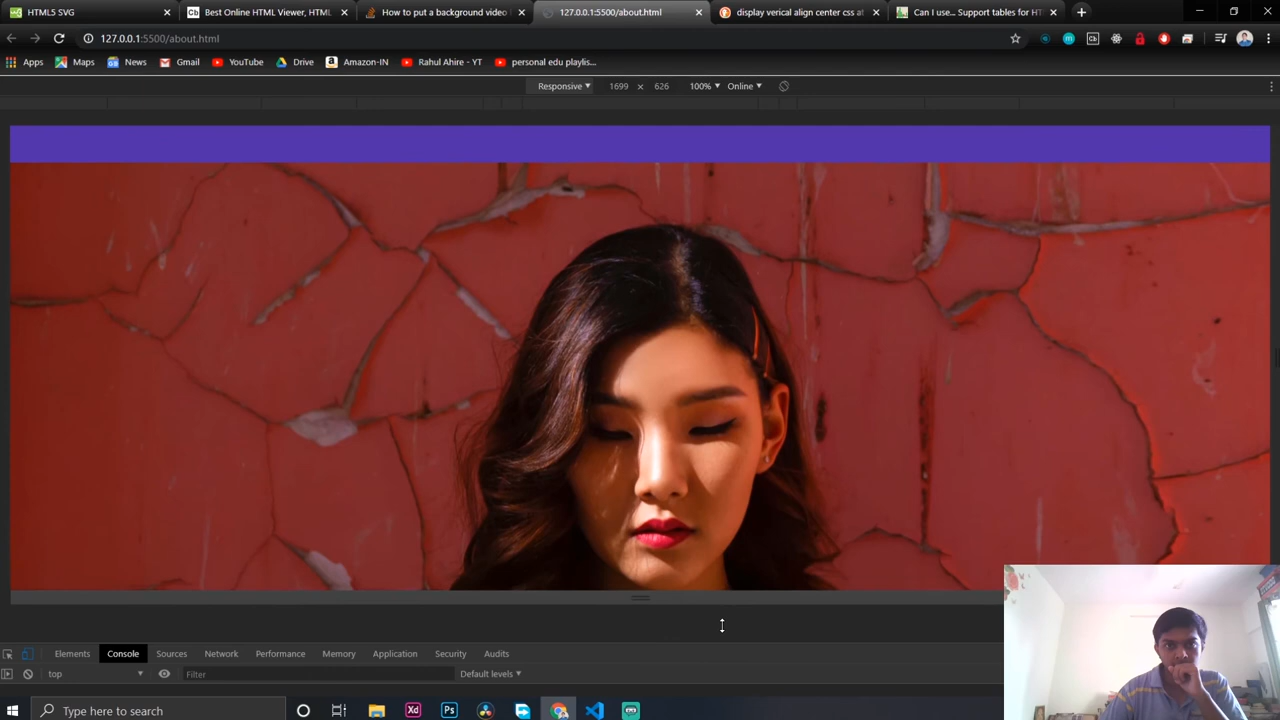 HTML5 SVG
Best Online HTML Viewer, HTML
How to put a background video
127.0.0.1:5500/about.html
display verical align center css at
Can I use... Support tables for HT
127.0.0.1:5500/about.html
Apps
Maps
News
Gmail
YouTube
Drive
Amazon-IN
Rahul Ahire - YT
personal edu playlis...
Responsive
1699 × 626
100%
Online
Elements
Console
Sources
Network
Performance
Memory
Application
Security
Audits
top
Filter
Default levels
Type here to search